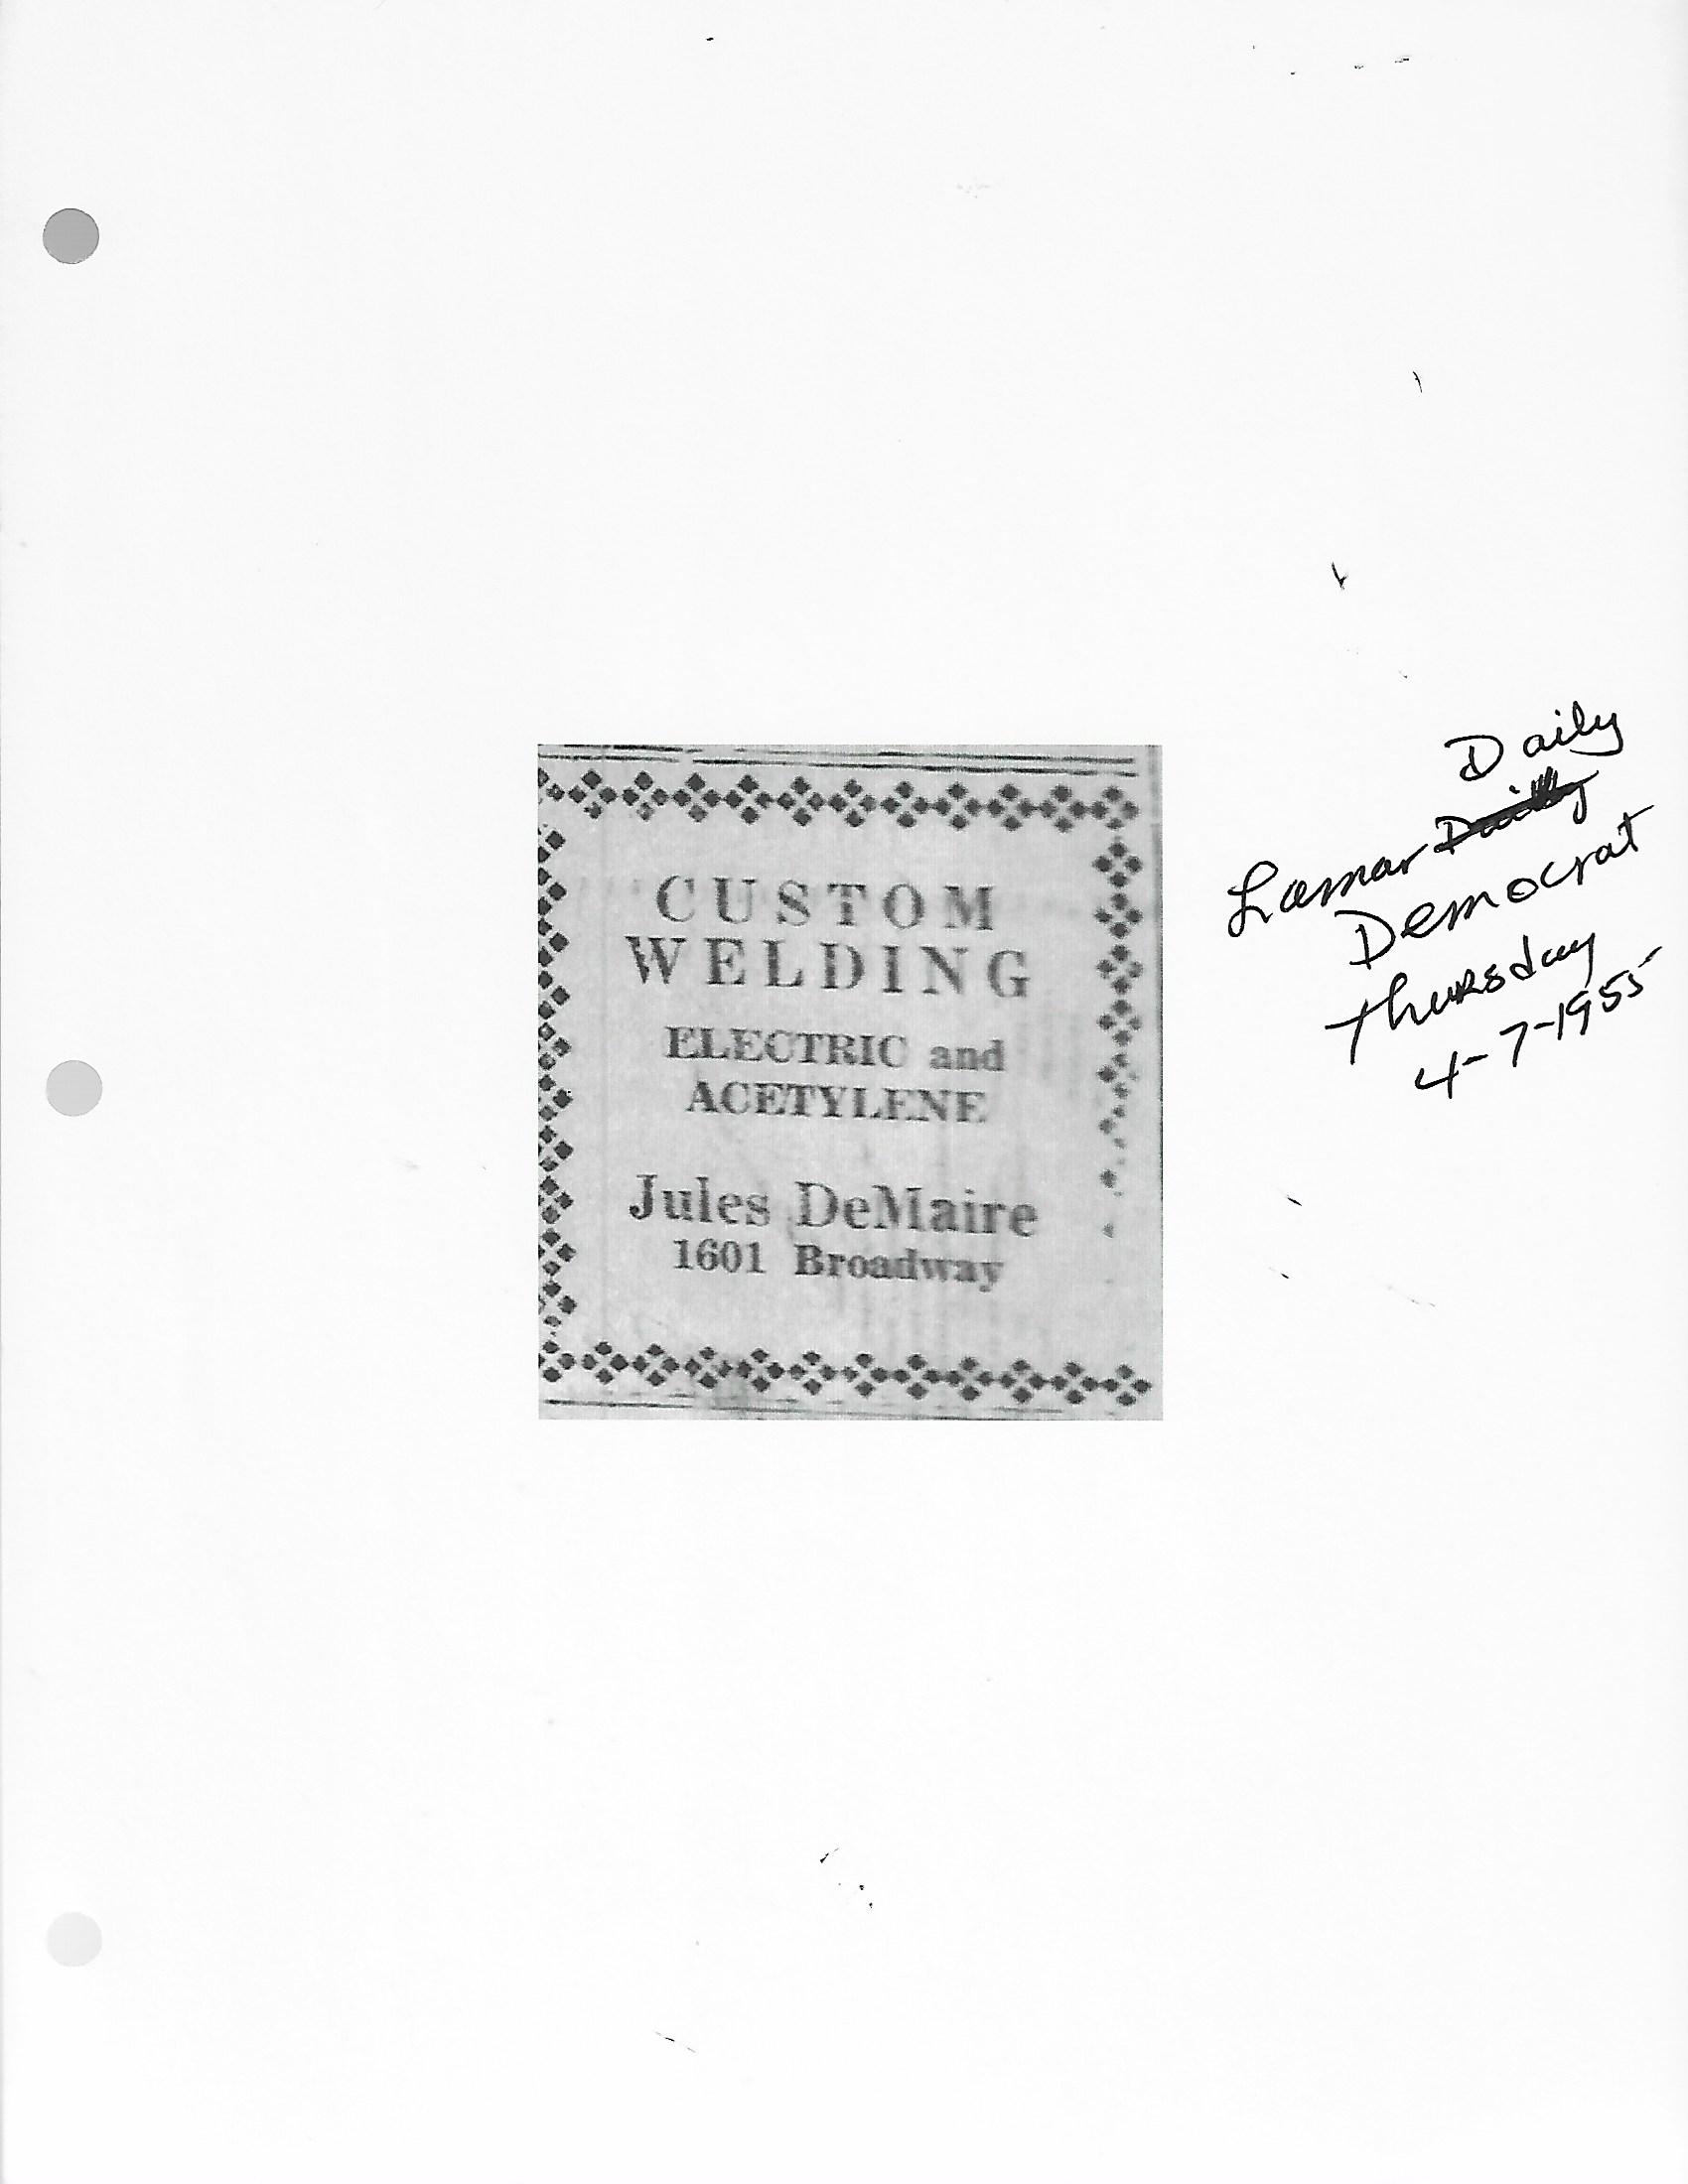 CUSTOM
WELDING
ELECTRIC and
ACETYLENE
Jules DeMaire
1601 Broadway
Daily
Lamar Daily
Democrat
Thursday
4-7-1955